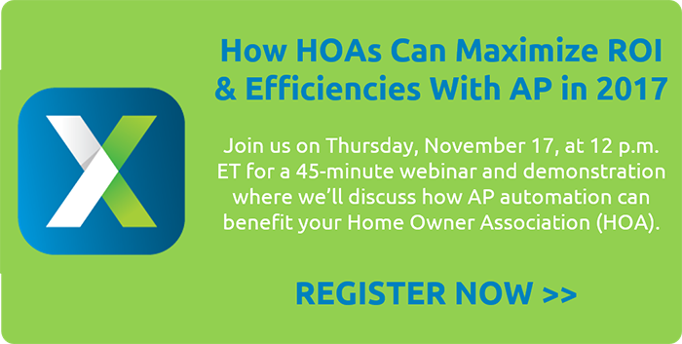 How HOAs Can Maximize ROI
& Efficiencies With AP in 2017
Join us on Thursday, November 17, at 12 p.m.
ET for a 45-minute webinar and demonstration
where we’ll discuss how AP automation can
benefit your Home Owner Association (HOA).
REGISTER NOW >>